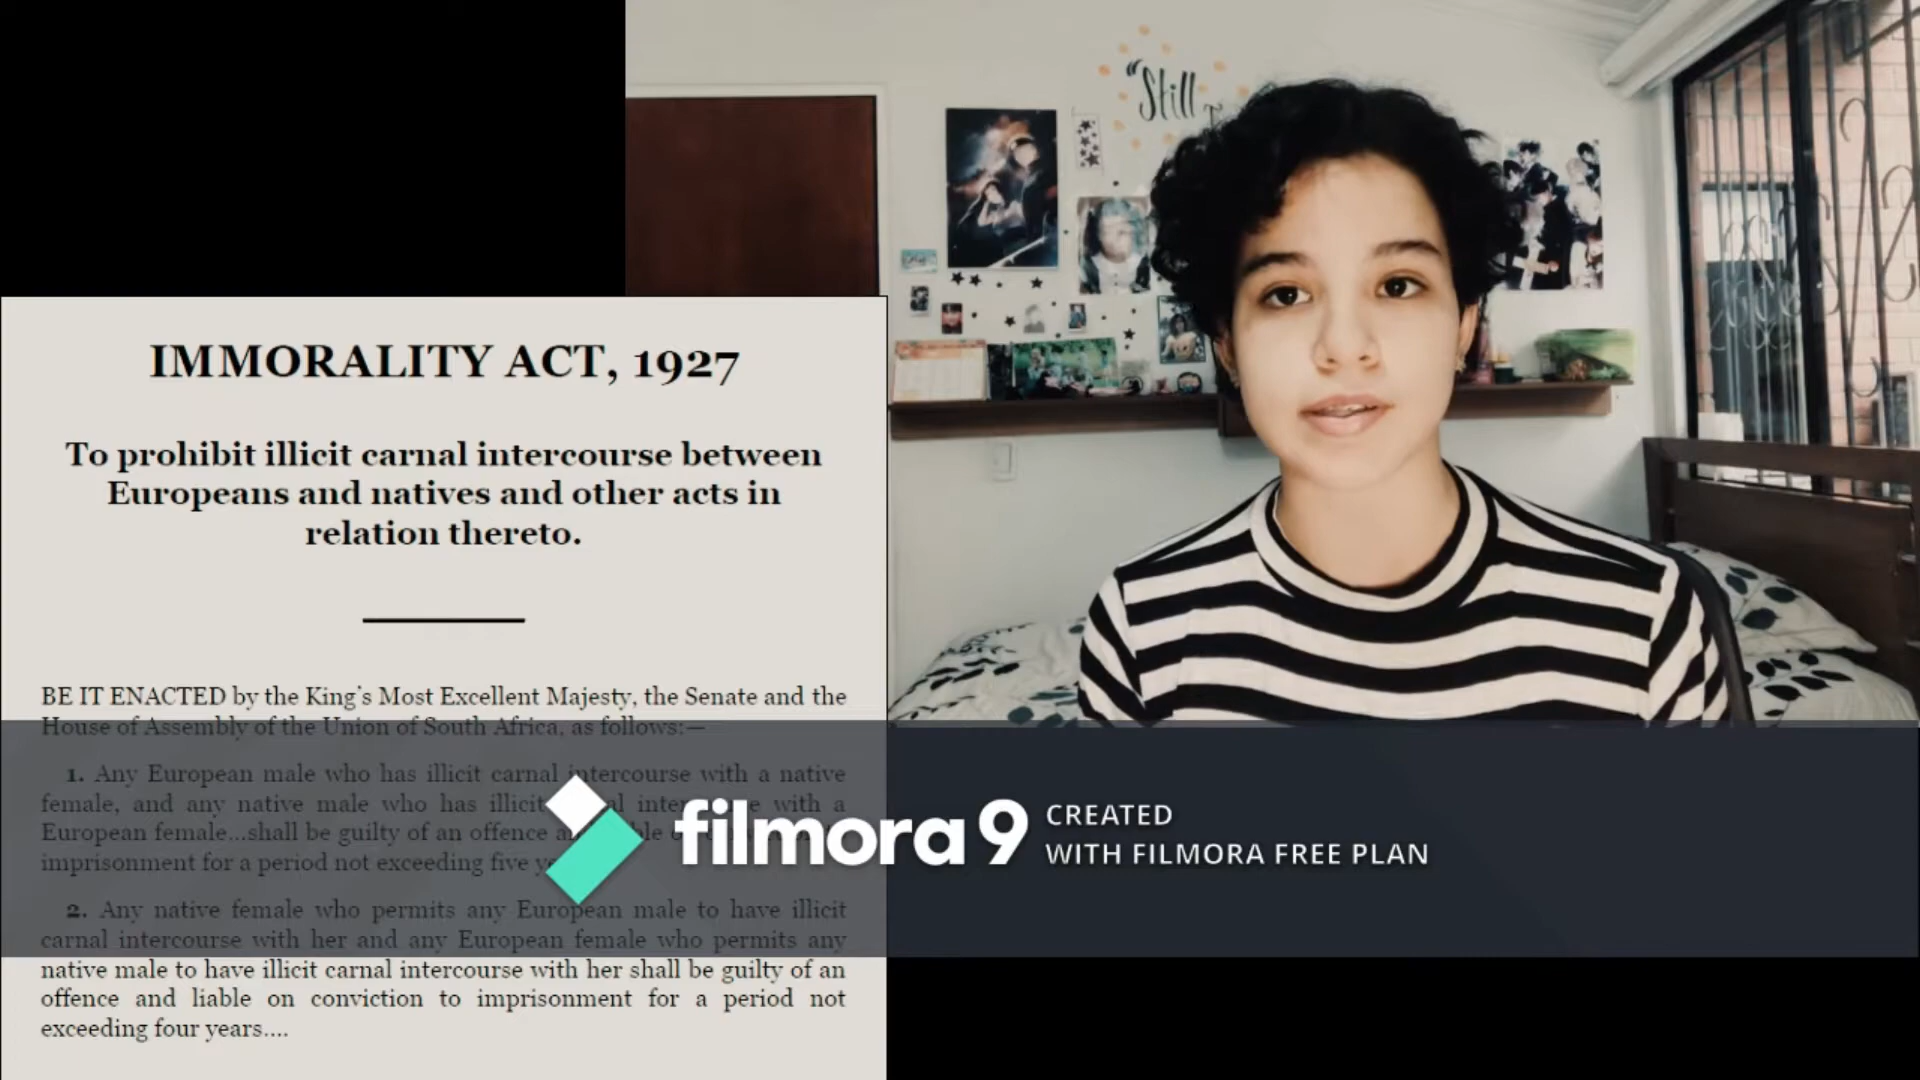 "Still
IMMORALITY ACT, 1927
To prohibit illicit carnal intercourse between
Europeans and natives and other acts in
relation thereto.
BE IT ENACTED by the King's Most Excellent Majesty, the Senate and the
House of Assembly of the Union of South Africa, as follows:—
1. Any European male who has illicit carnal intercourse with a native
female, and any native male who has illicit with a
European female...shall be guilty of an offence
imprisonment for a period not exceeding five
2. Any native female who permits any European male to have illicit
carnal intercourse with her and any European female who permits any
native male to have illicit carnal intercourse with her shall be guilty of an
offence and liable on conviction to imprisonment for a period not
exceeding four years....
filmora 9
CREATED
WITH FILMORA FREE PLAN